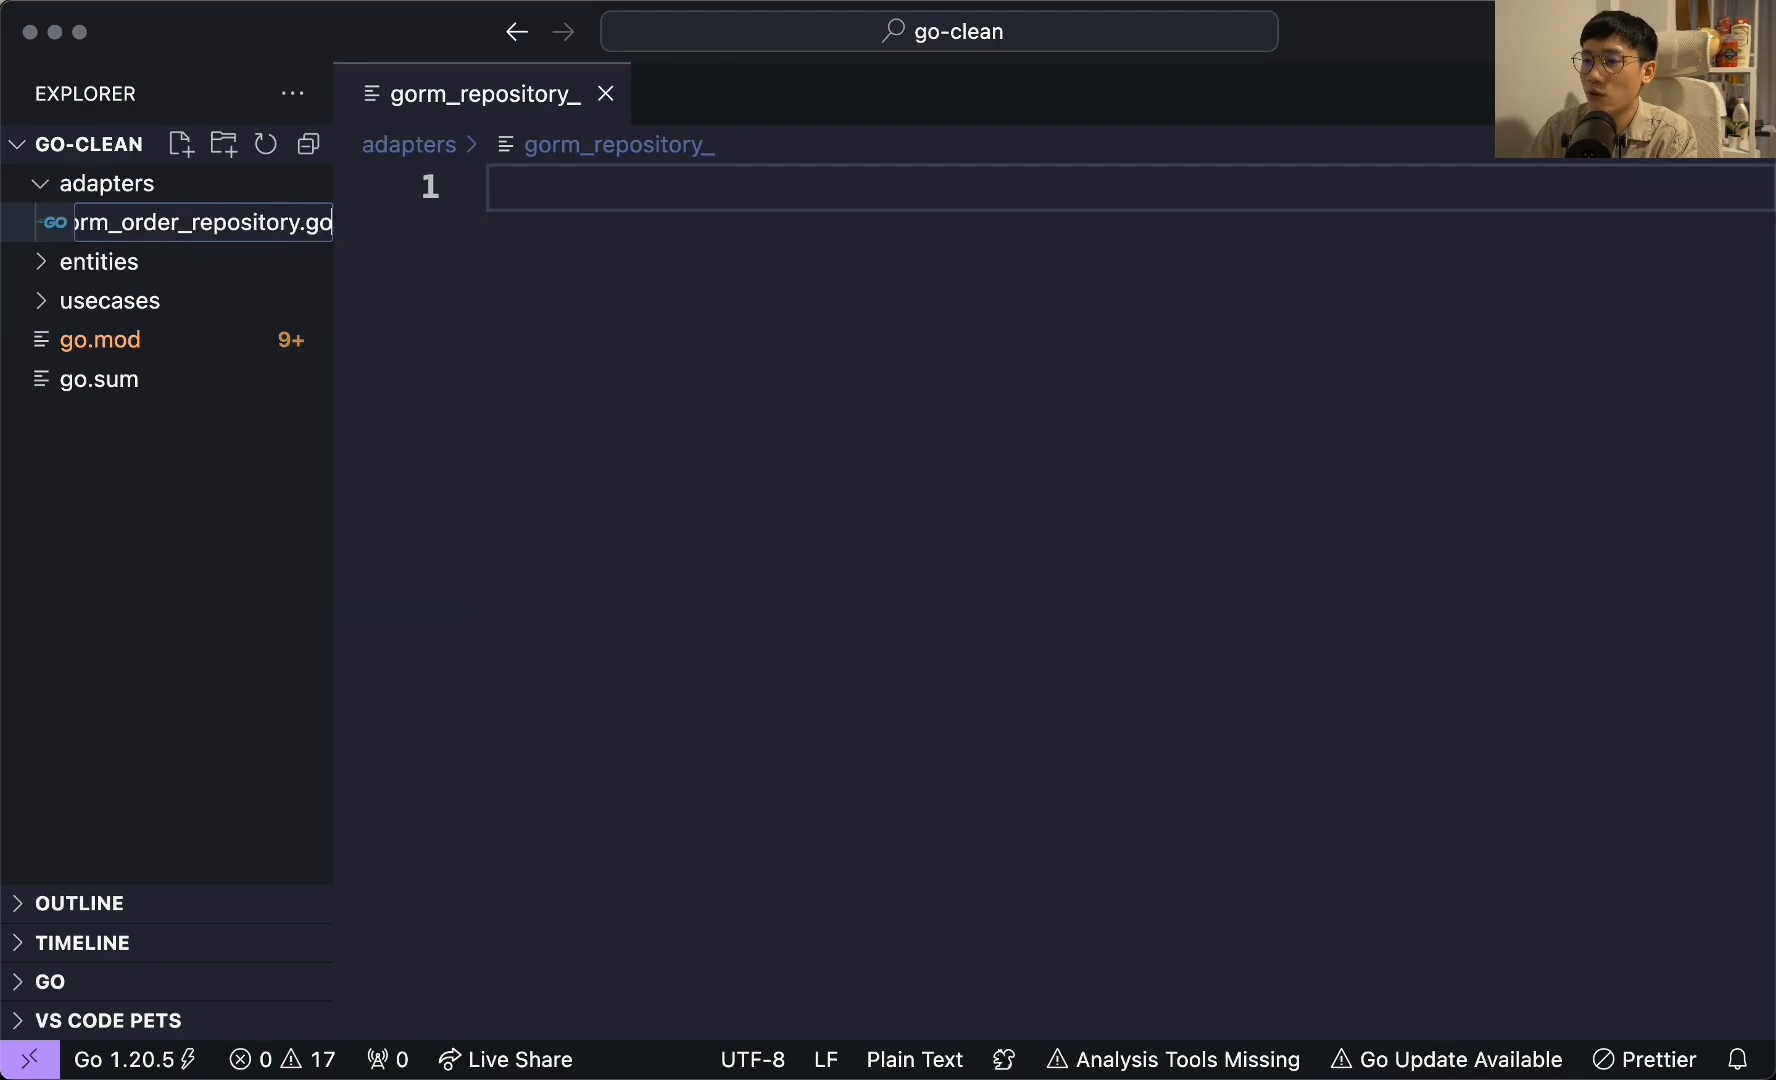 go-clean
EXPLORER
gorm_repository_
GO-CLEAN
adapters > gorm_repository_
adapters
GO orm_order_repository.go
1
entities
usecases
go.mod 9+
go.sum
OUTLINE
TIMELINE
GO
VS CODE PETS
Go 1.20.5 0 17 0 Live Share UTF-8 LF Plain Text Analysis Tools Missing Go Update Available Prettier